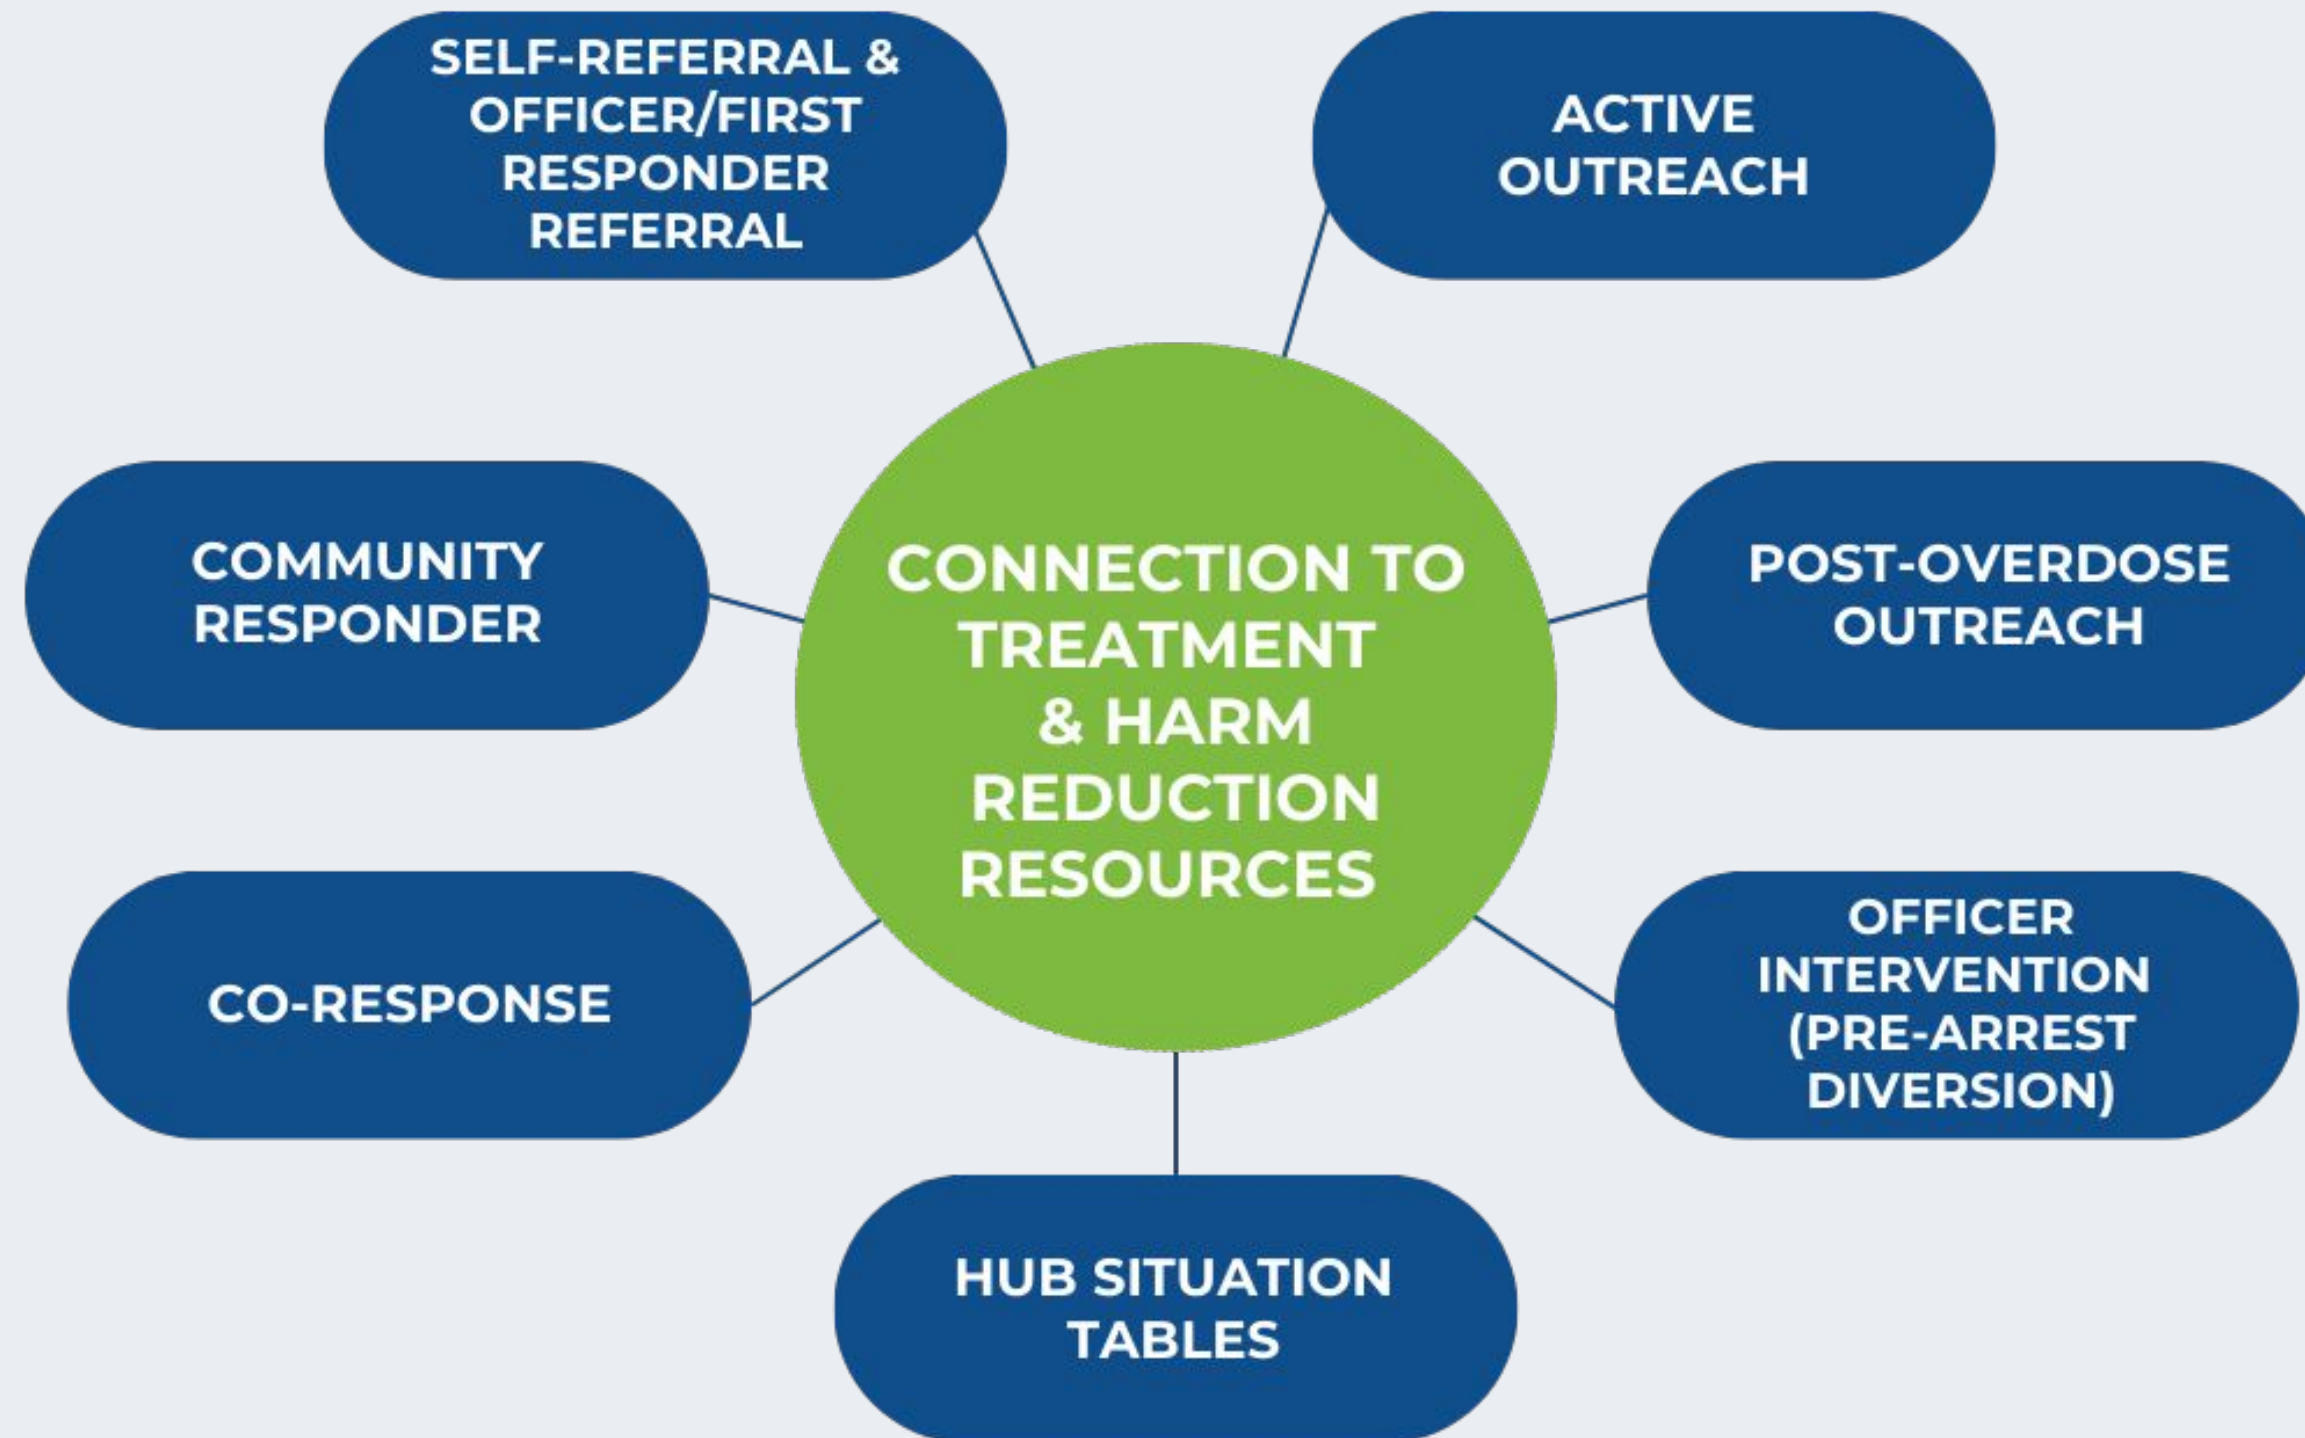 SELF-REFERRAL &
OFFICER/FIRST
RESPONDER
REFERRAL
ACTIVE
OUTREACH
COMMUNITY
RESPONDER
CONNECTION TO
TREATMENT
& HARM
REDUCTION
RESOURCES
POST-OVERDOSE
OUTREACH
CO-RESPONSE
OFFICER
INTERVENTION
(PRE-ARREST
DIVERSION)
HUB SITUATION
TABLES